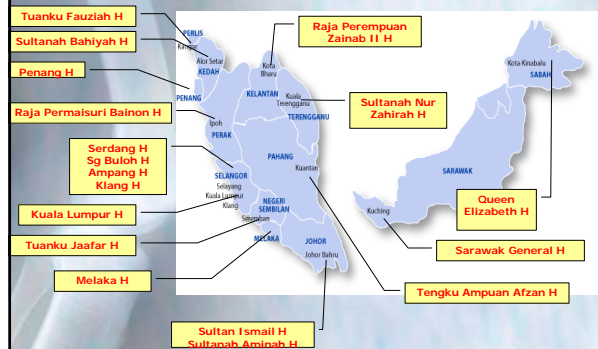 Tuanku Fauziah H
Sultanah Bahiyah H
Penang H
Raja Permaisuri Bainon H
Serdang H
Sg Buloh H
Ampang H
Klang H
Kuala Lumpur H
Tuanku Jaafar H
Melaka H
Raja Perempuan
Zainab II H
Sultanah Nur
Zahirah H
Queen
Elizabeth H
Sarawak General H
Tengku Ampuan Afzan H
Sultan Ismail H
Sultanah Aminah H
PERLIS
Kangar
Alor Setar
KEDAH
PENANG
Kota
Bharu
KELANTAN
Kuala
Terengganu
TERENGGANU
Ipoh
PERAK
PAHANG
Kuantan
SELANGOR
Selayang
Kuala Lumpur
Klang
NEGERI
SEMBILAN
Seremban
MELAKA
JOHOR
Johor Bahru
Kota Kinabalu
SABAH
SARAWAK
Kuching